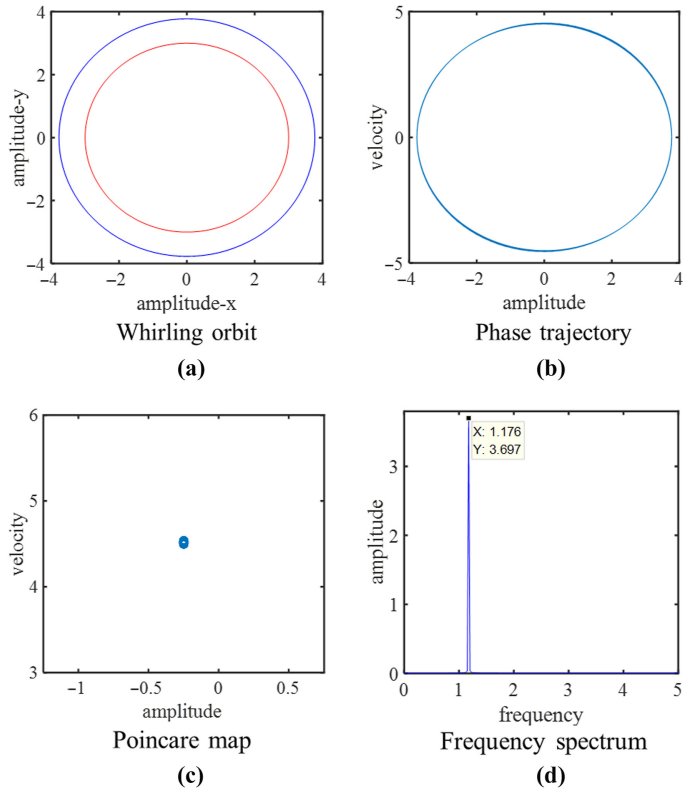 4
2
0
−2
−4
amplitude-y
−4 −2 0 2 4
amplitude-x
Whirling orbit
(a)
5
0
−5
velocity
−4 −2 0 2 4
amplitude
Phase trajectory
(b)
6
5
4
3
velocity
−1 −0.5 0 0.5
amplitude
Poincare map
(c)
X: 1.176
Y: 3.697
3
2
1
0
amplitude
0 1 2 3 4 5
frequency
Frequency spectrum
(d)